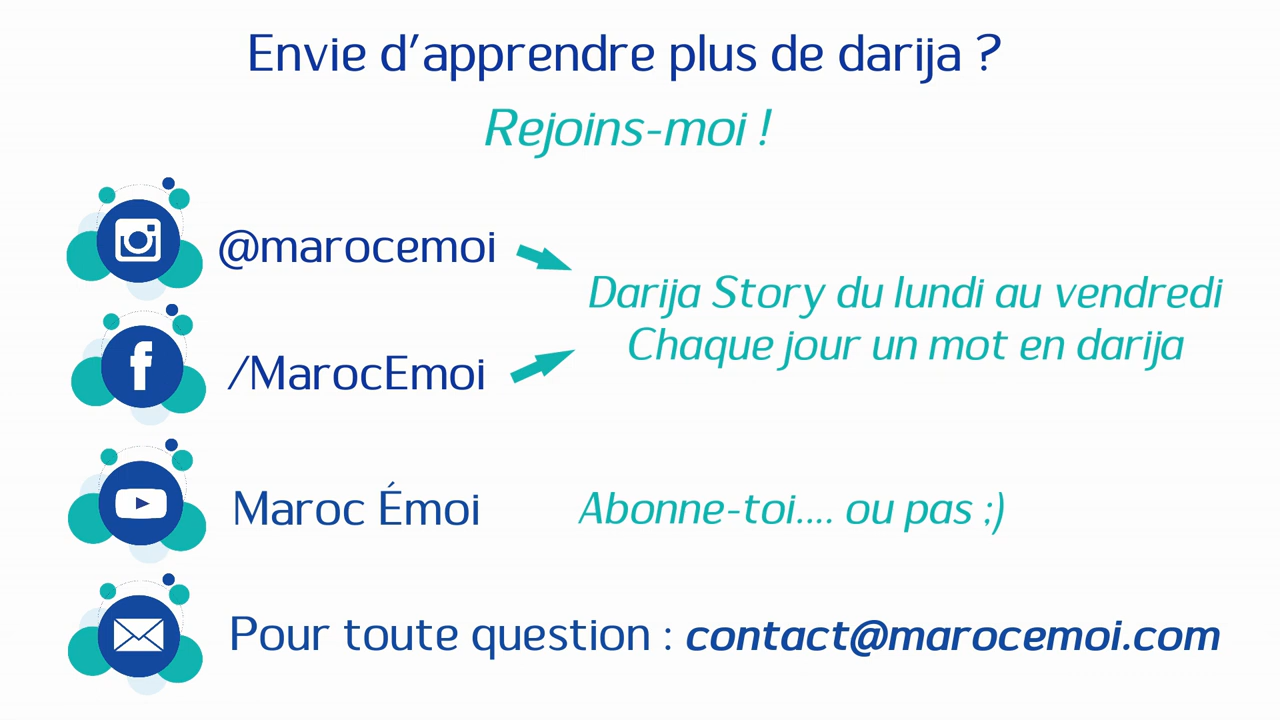 Envie d'apprendre plus de darija ?
Rejoins-moi !
@marocemoi
Darija Story du lundi au vendredi
Chaque jour un mot en darija
/MarocEmoi
Maroc Émoi
Abonne-toi.... ou pas ;)
Pour toute question : contact@marocemoi.com